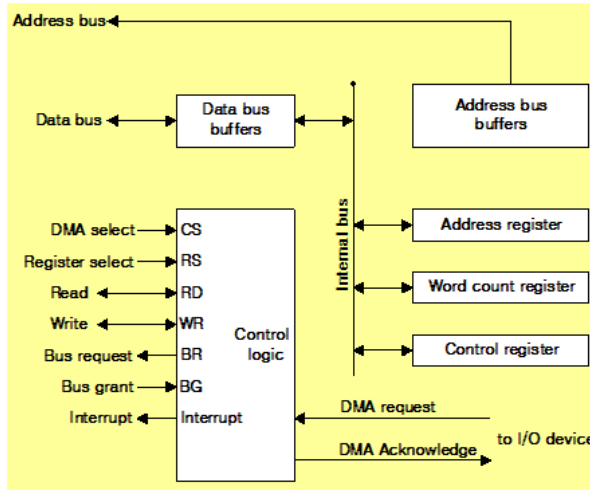 Address bus
Data bus
Data bus
buffers
Address bus
buffers
Internal bus
DMA select
CS
Register select
RS
Read
RD
Write
WR
Bus request
BR
Bus grant
BG
Interrupt
Interrupt
Control
logic
Address register
Word count register
Control register
DMA request
DMA Acknowledge
to I/O device